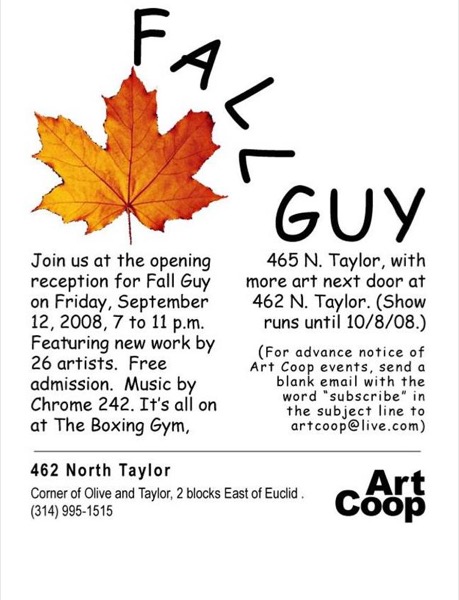 FALL
GUY
Join us at the opening
reception for Fall Guy
on Friday, September
12, 2008, 7 to 11 p.m.
Featuring new work by
26 artists.  Free
admission.  Music by
Chrome 242. It's all on
at The Boxing Gym,
465 N. Taylor, with
more art next door at
462 N. Taylor. (Show
runs until 10/8/08.)
(For advance notice of
Art Coop events, send a
blank email with the
word "subscribe" in
the subject line to
artcoop@live.com)
462 North Taylor
Corner of Olive and Taylor, 2 blocks East of Euclid .
(314) 995-1515
Art
Coop